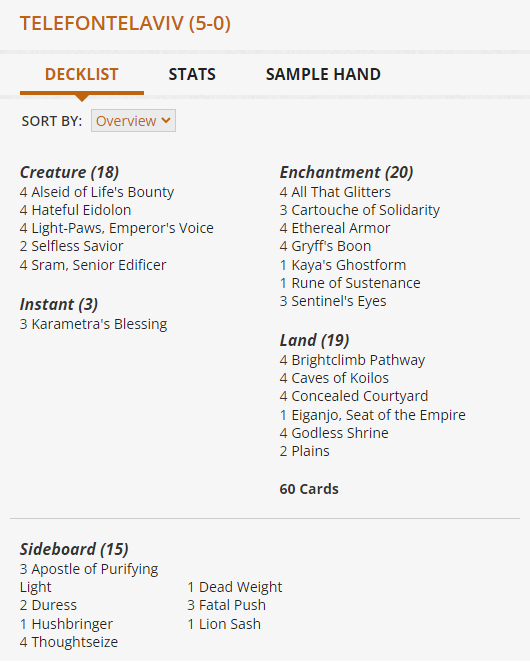 TELEFONTELAVIV (5-0)
DECKLIST STATS SAMPLE HAND
SORT BY: Overview
Creature (18)
4 Alseid of Life's Bounty
4 Hateful Eidolon
4 Light-Paws, Emperor's Voice
2 Selfless Savior
4 Sram, Senior Edificer
Instant (3)
3 Karametra's Blessing
Enchantment (20)
4 All That Glitters
3 Cartouche of Solidarity
4 Ethereal Armor
4 Gryff's Boon
1 Kaya's Ghostform
1 Rune of Sustenance
3 Sentinel's Eyes
Land (19)
4 Brightclimb Pathway
4 Caves of Koilos
4 Concealed Courtyard
1 Eiganjo, Seat of the Empire
4 Godless Shrine
2 Plains
60 Cards
Sideboard (15)
3 Apostle of Purifying
Light
2 Duress
1 Hushbringer
4 Thoughtseize
1 Dead Weight
3 Fatal Push
1 Lion Sash